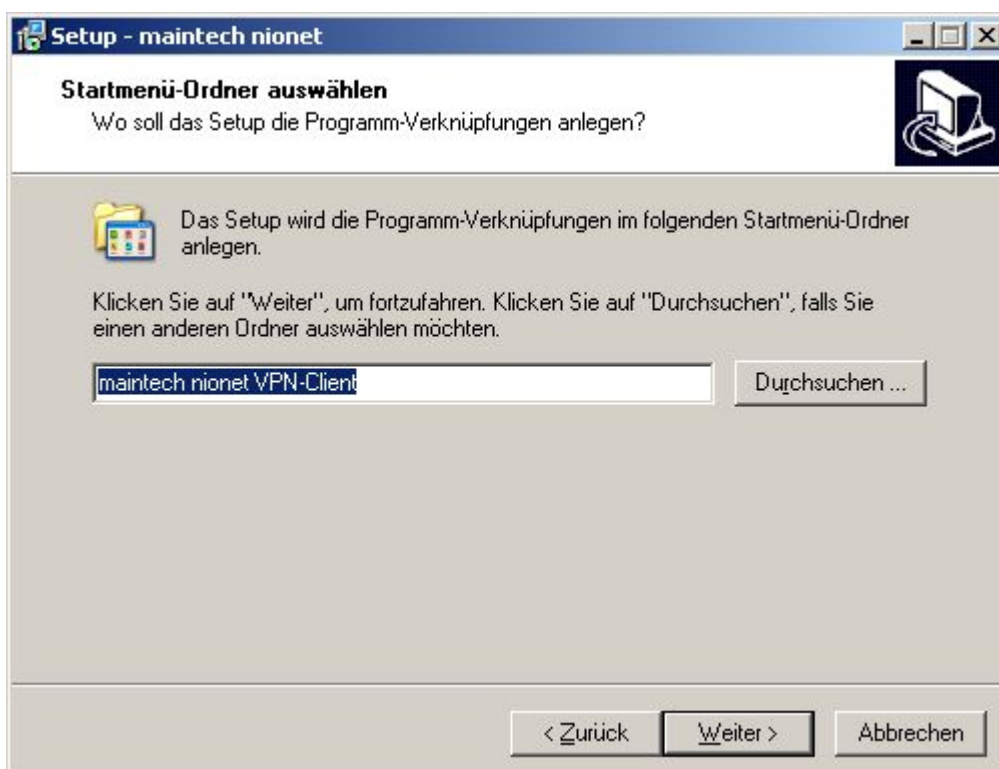 Setup - maintech nionet
Startmenü-Ordner auswählen
Wo soll das Setup die Programm-Verknüpfungen anlegen?
Das Setup wird die Programm-Verknüpfungen im folgenden Startmenü-Ordner
anlegen.
Klicken Sie auf "Weiter", um fortzufahren. Klicken Sie auf "Durchsuchen", falls Sie
einen anderen Ordner auswählen möchten.
maintech nionet VPN-Client
Durchsuchen ...
< Zurück
Weiter >
Abbrechen